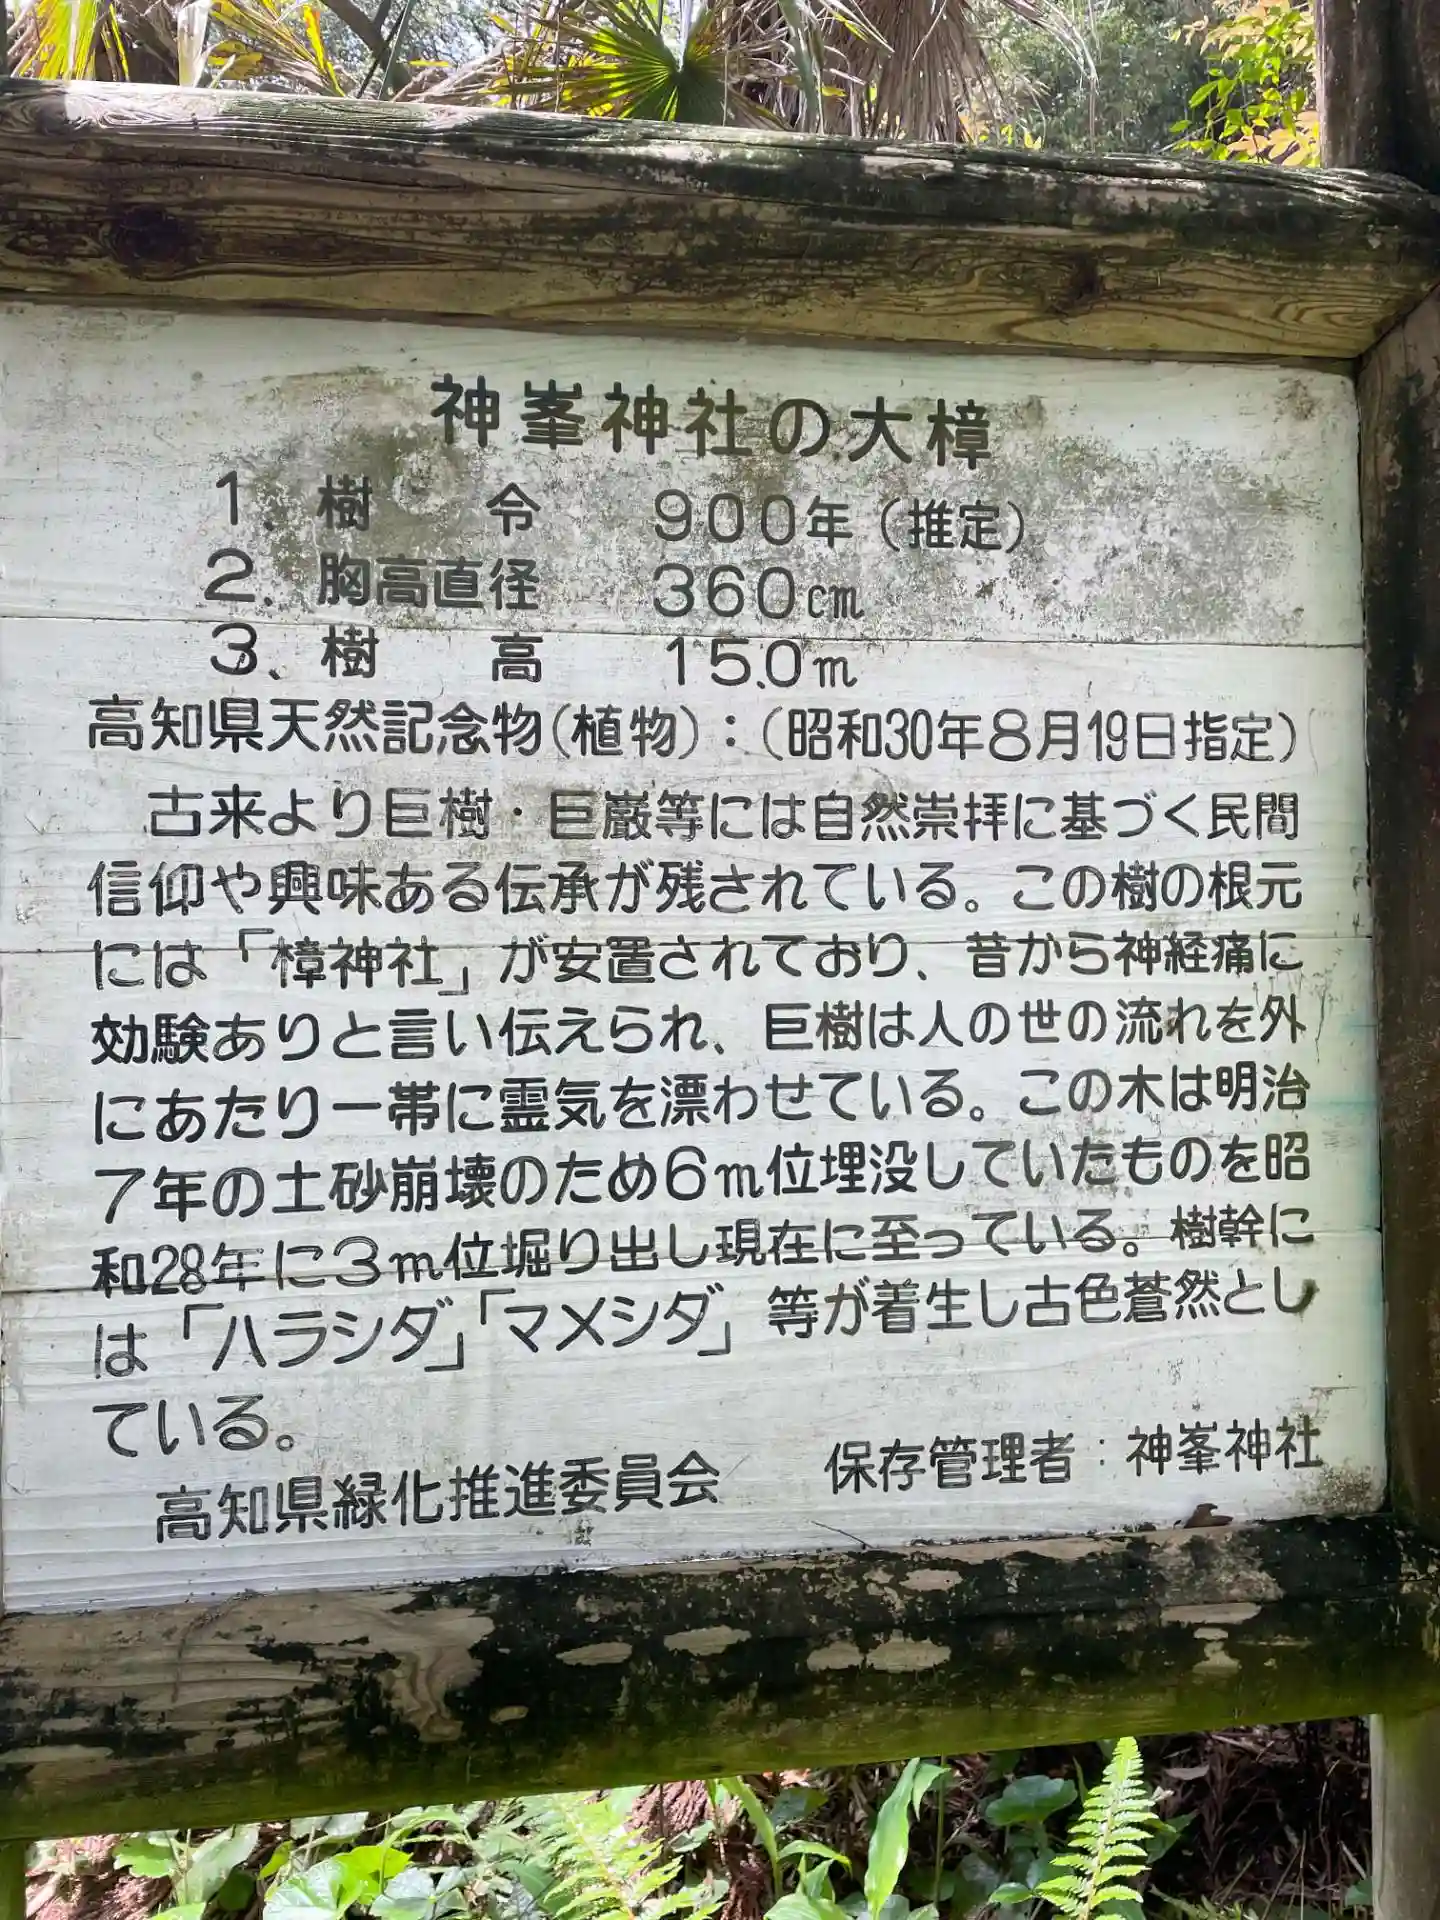 神峯神社の大樟
1．樹　　令　　900年（推定）
2．胸高直径　　360㎝
3、樹　　高　　15.0m
高知県天然記念物（植物）：（昭和30年8月19日指定）
　古来より巨樹・巨巌等には自然崇拝に基づく民間
信仰や興味ある伝承が残されている。この樹の根元
には「樟神社」が安置されており、昔から神経痛に
効験ありと言い伝えられ、巨樹は人の世の流れを外
にあたり一帯に霊気を漂わせている。この木は明治
7年の土砂崩壊のため6m位埋没していたものを昭
和28年に3m位堀り出し現在に至っている。樹幹に
は「ハラシダ」「マメシダ」等が着生し古色蒼然とし
ている。
高知県緑化推進委員会　　保存管理者：神峯神社